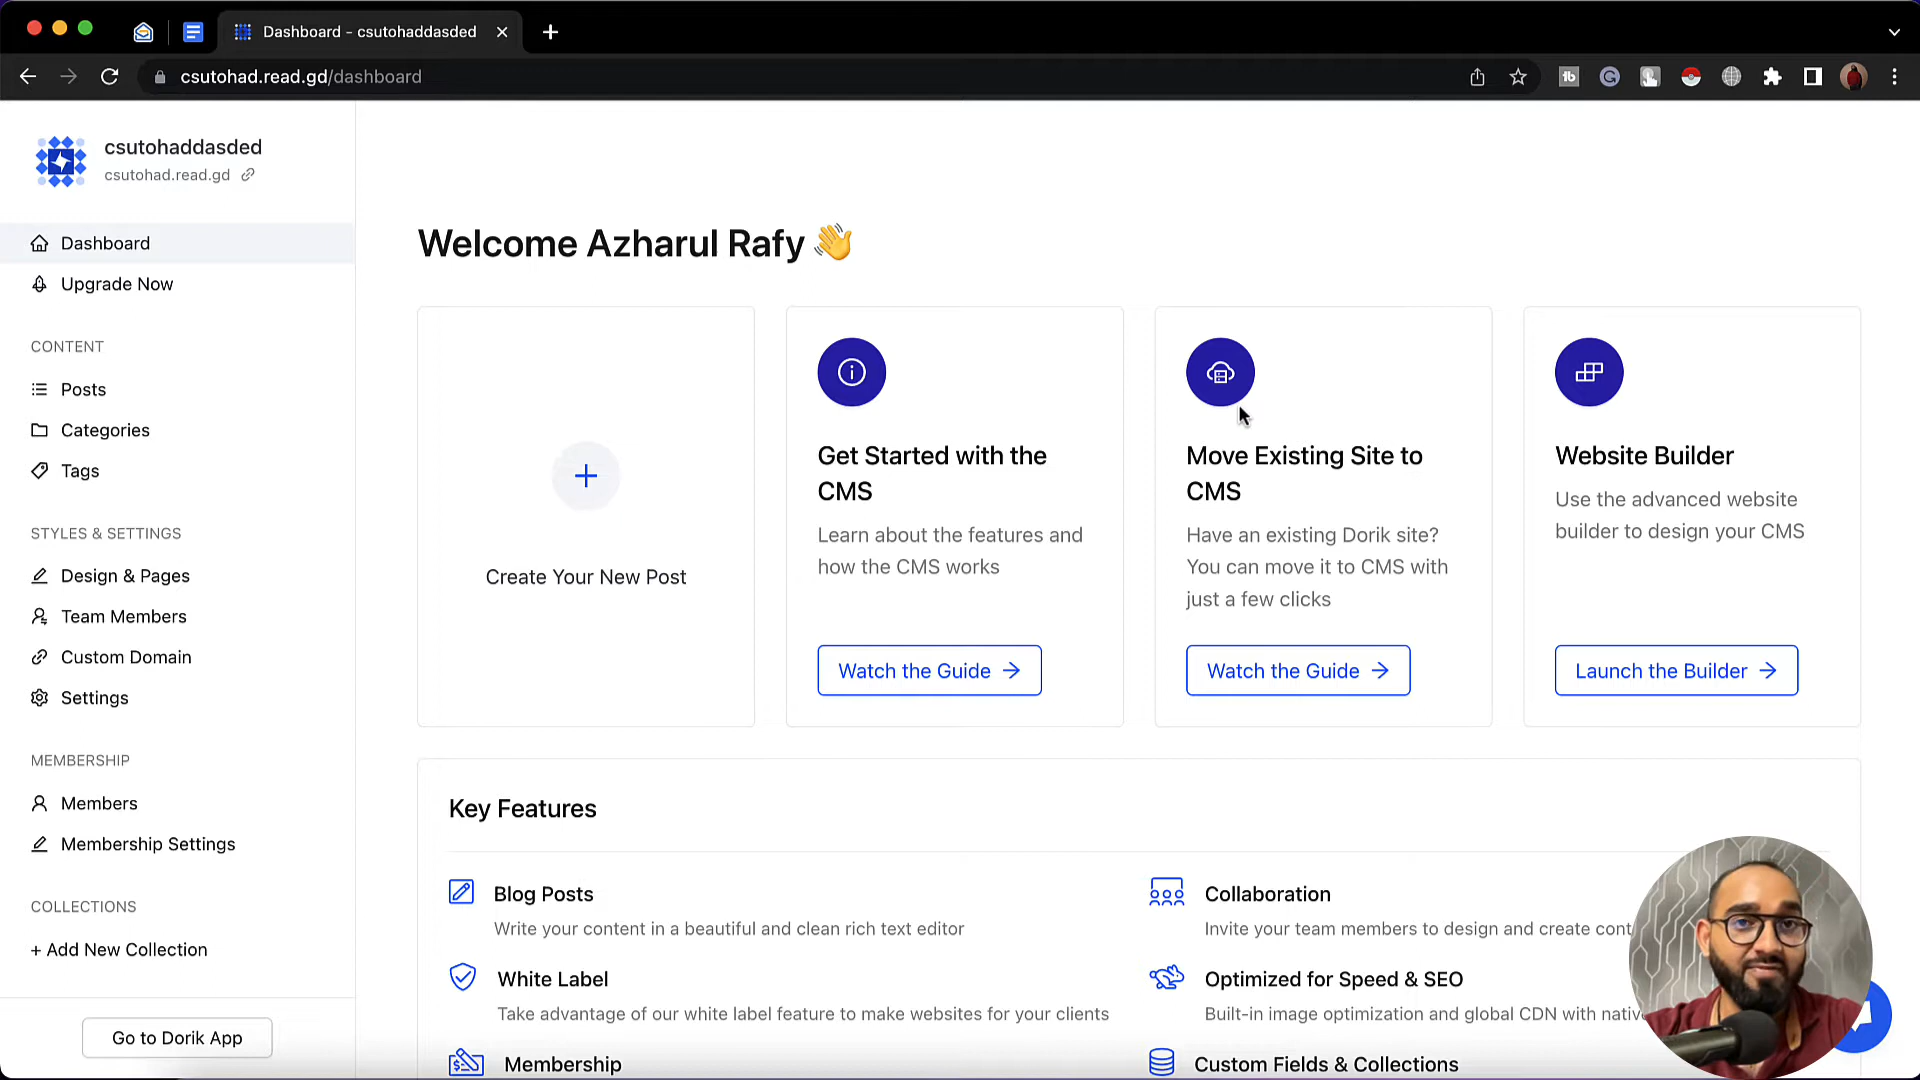 Dashboard - csutohaddasded
csutohad.read.gd/dashboard
csutohaddasded
csutohad.read.gd
Dashboard
Upgrade Now
CONTENT
Posts
Categories
Tags
STYLES & SETTINGS
Design & Pages
Team Members
Custom Domain
Settings
MEMBERSHIP
Members
Membership Settings
COLLECTIONS
+ Add New Collection
Go to Dorik App
Welcome Azharul Rafy 👋
Create Your New Post
Get Started with the
CMS
Learn about the features and
how the CMS works
Watch the Guide →
Move Existing Site to
CMS
Have an existing Dorik site?
You can move it to CMS with
just a few clicks
Watch the Guide →
Website Builder
Use the advanced website
builder to design your CMS
Launch the Builder →
Key Features
Blog Posts
Write your content in a beautiful and clean rich text editor
Collaboration
Invite your team members to design and create cont
White Label
Take advantage of our white label feature to make websites for your clients
Optimized for Speed & SEO
Built-in image optimization and global CDN with nativ
Membership
Custom Fields & Collections